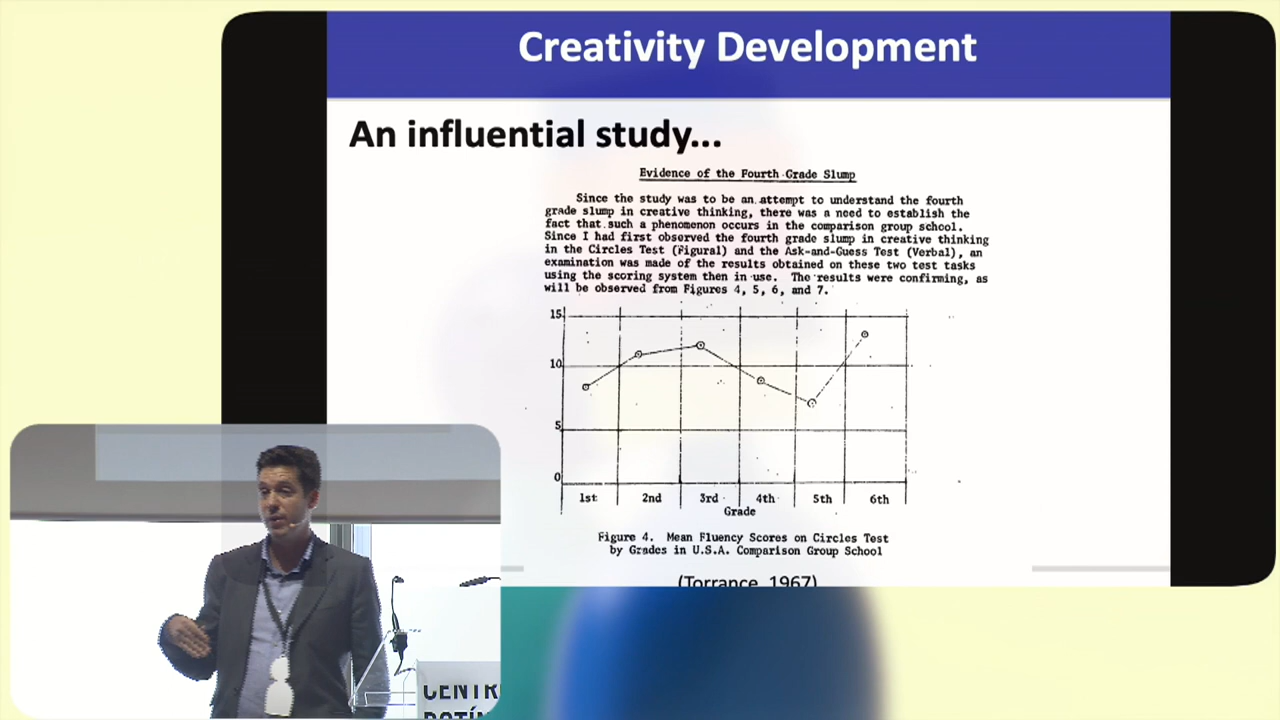 Creativity Development
An influential study...
Evidence of the Fourth Grade Slump
Since the study was to be an attempt to understand the fourth
grade slump in creative thinking, there was a need to establish the
fact that such a phenomenon occurs in the comparison group school.
Since I had first observed the fourth grade slump in creative thinking
in the Circles Test (Figural) and the Ask-and-Guess Test (Verbal), an
examination was made of the results obtained on these two test tasks
using the scoring system then in use. The results were confirming, as
will be observed from Figures 4, 5, 6, and 7.
15
10
5
0
1st 2nd 3rd 4th 5th 6th
Grade
Figure 4. Mean Fluency Scores on Circles Test
by Grades in U.S.A. Comparison Group School
(Torrance, 1967)
CENTR